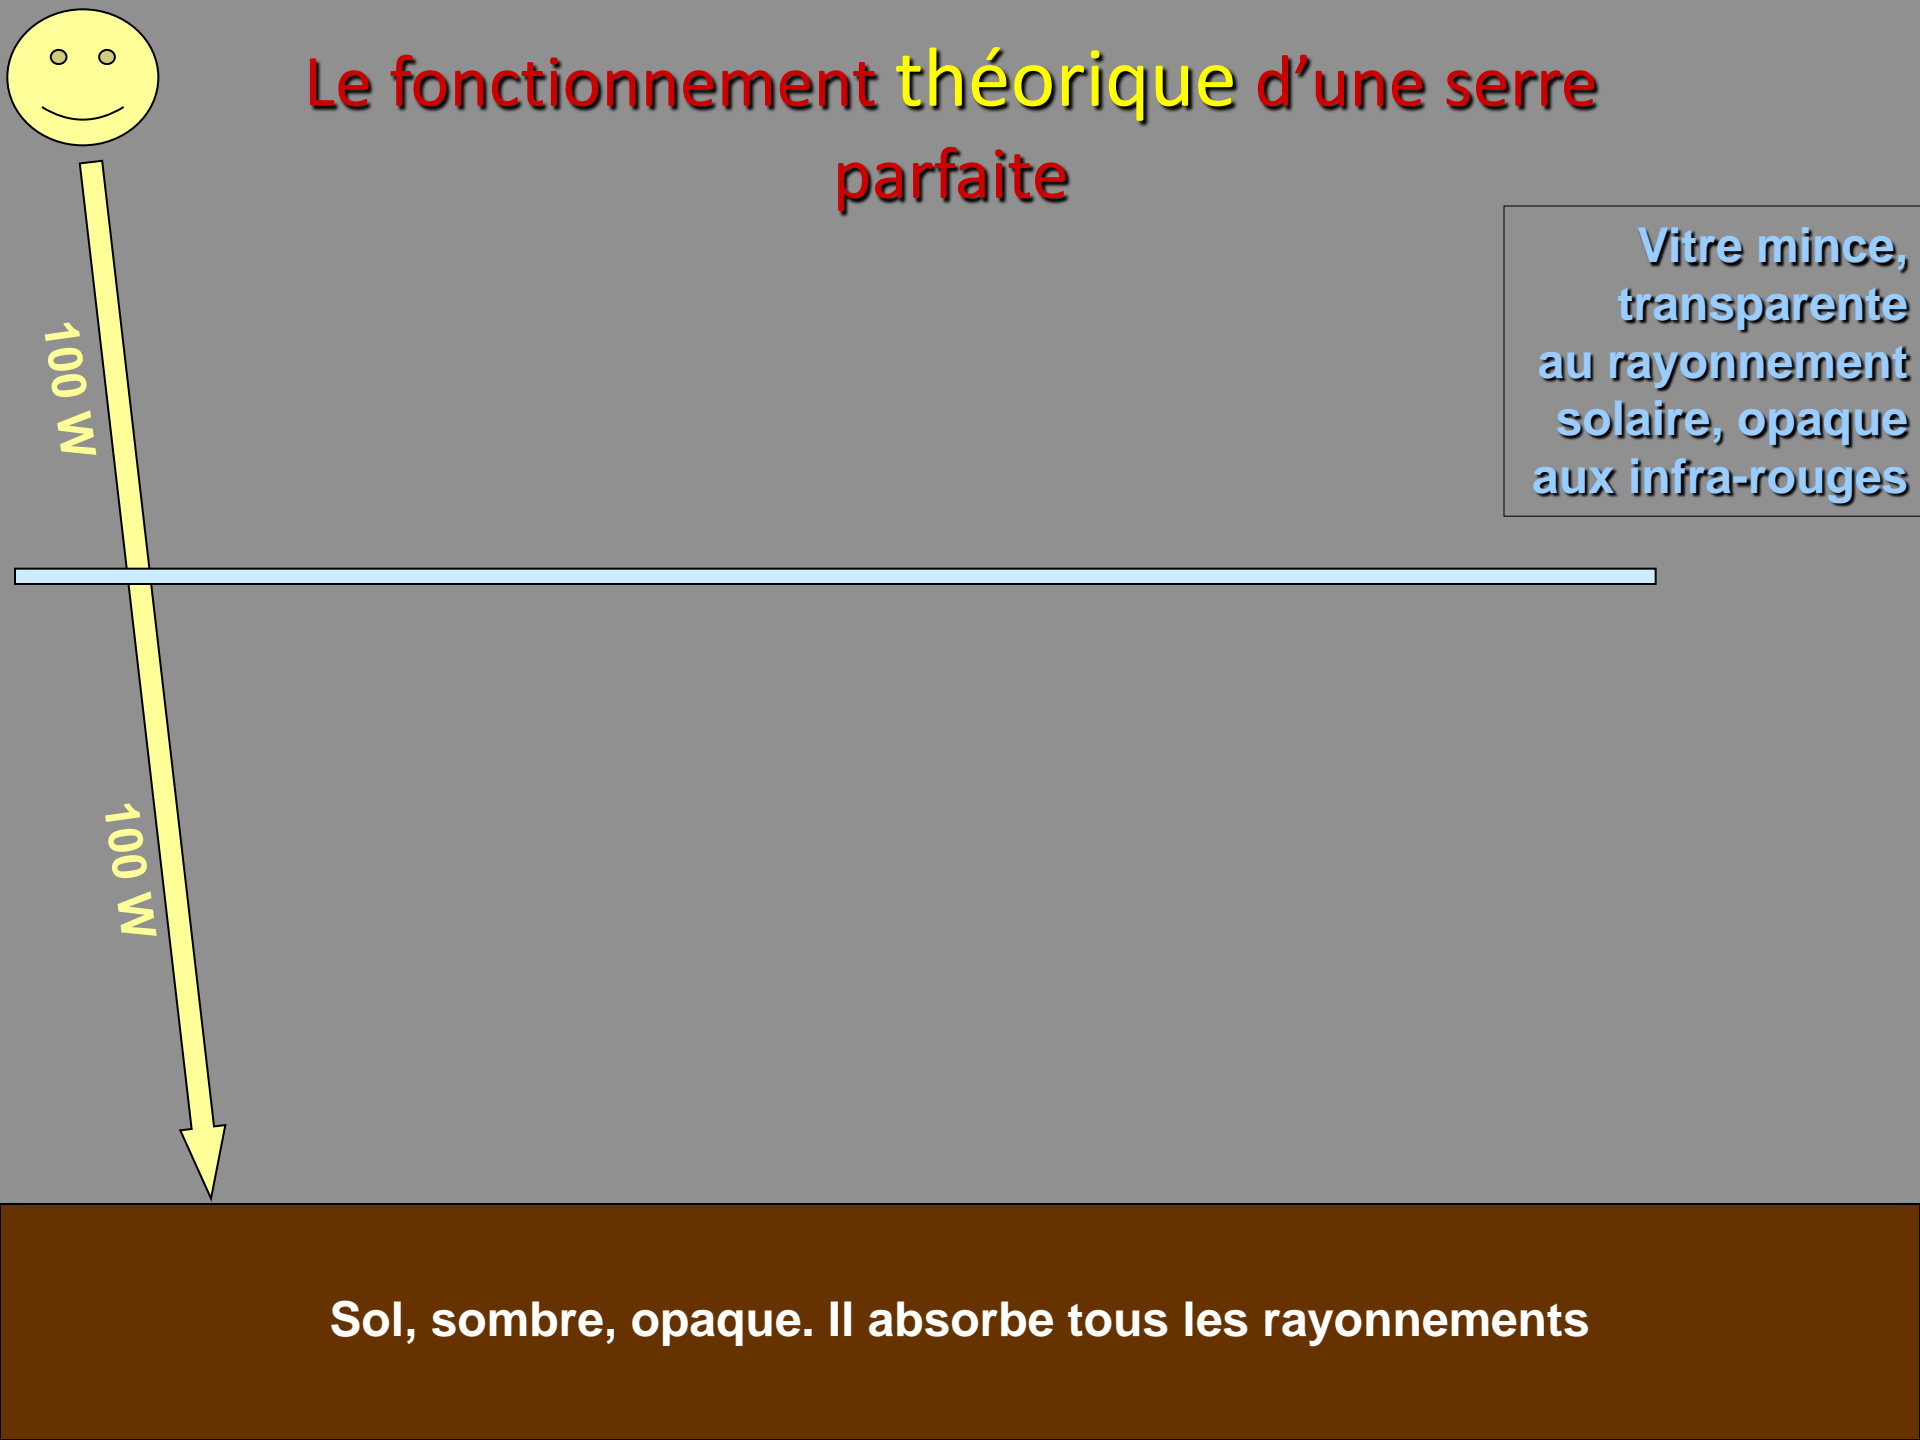 Le fonctionnement théorique d’une serre
parfaite
Vitre mince,
transparente
au rayonnement
solaire, opaque
aux infra-rouges
100 W
100 W
Sol, sombre, opaque. Il absorbe tous les rayonnements